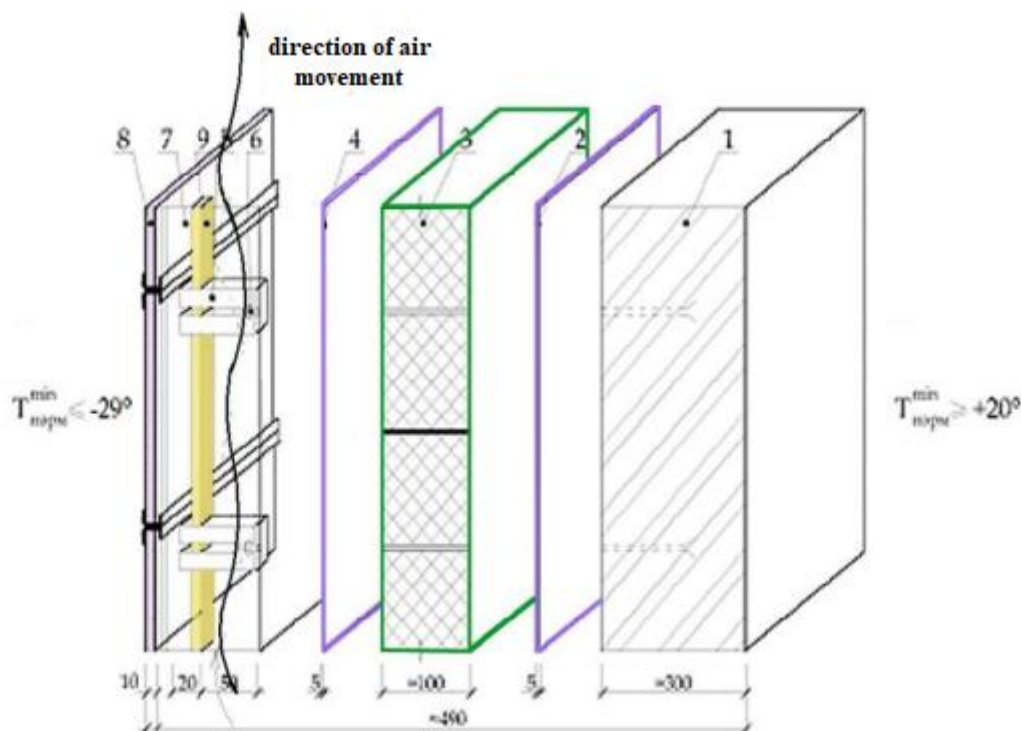 direction of air
movement
8 7 9 6 4 3 2 1
T min норм ⩽ -29°
T min норм ⩾ +20°
10 20 50 5 ≈100 5 ≈300
≈490